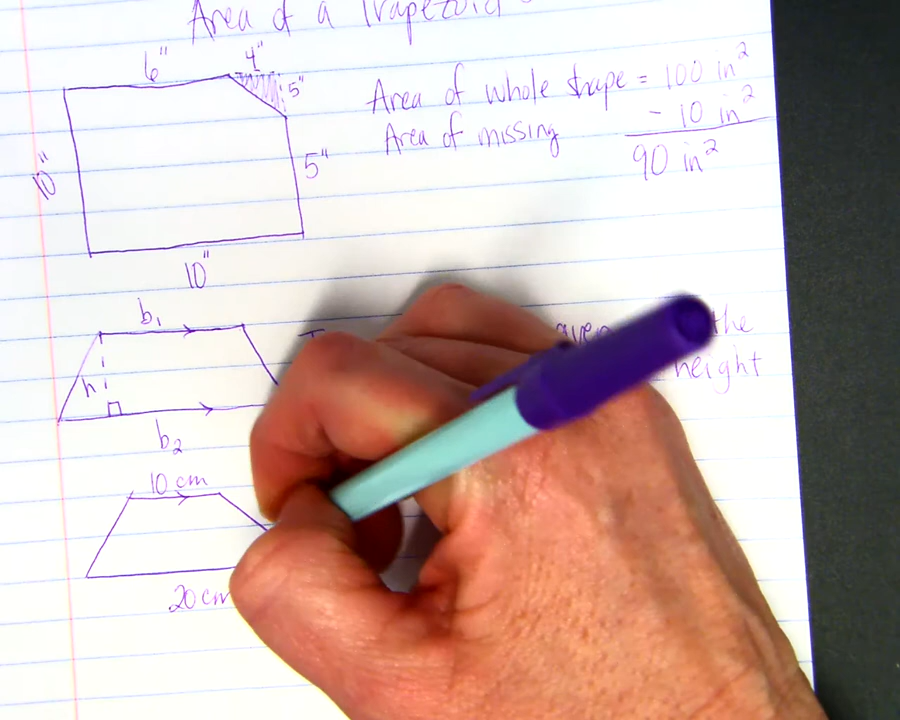 Area of a Trapezoid
6" 4"
5"
10"
5"
10"
Area of whole shape = 100 in²
Area of missing - 10 in²
90 in²
b₁
h
b₂
the
height
10 cm
20 cm